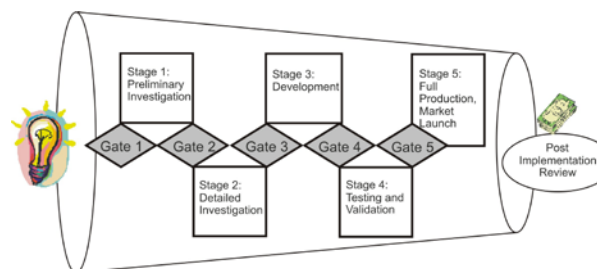 Stage 1:
Preliminary
Investigation
Stage 3:
Development
Stage 5:
Full
Production,
Market
Launch
Gate 1
Gate 2
Gate 3
Gate 4
Gate 5
Stage 2:
Detailed
Investigation
Stage 4:
Testing and
Validation
Post
Implementation
Review